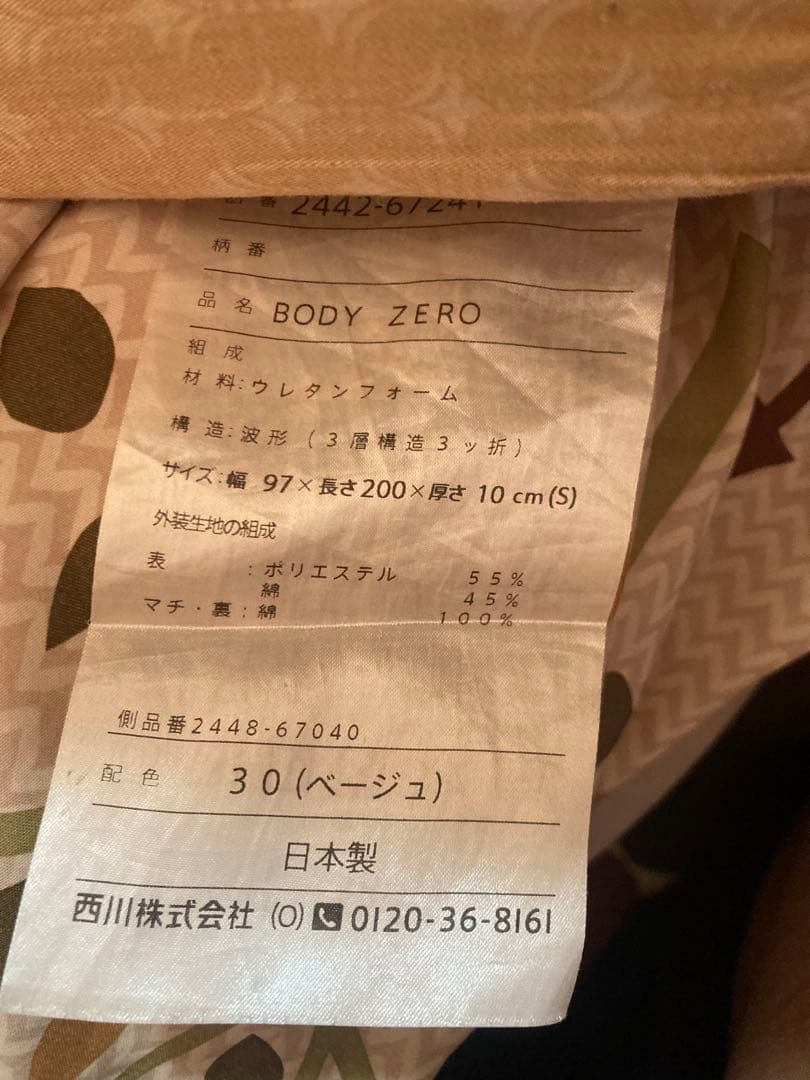 品番 2442-67241
柄番
品名 BODY ZERO
組成
材料:ウレタンフォーム
構造:波形(3層構造3ッ折)
サイズ:幅 97×長さ200×厚さ 10 cm(S)
外装生地の組成
表 :ポリエステル 55%
綿 45%
マチ・裏:綿 100%
側品番2448-67040
配色 30(ベージュ)
日本製
西川株式会社 (O) 0120-36-8161